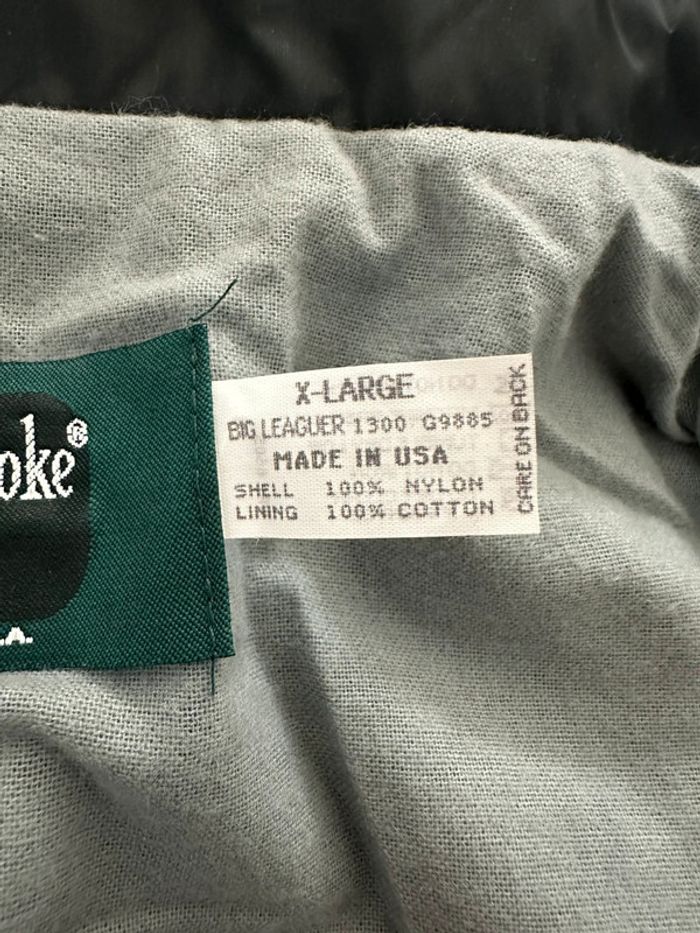 X-LARGE
BIG LEAGUER 1300 G9885
MADE IN USA
SHELL 100% NYLON
LINING 100% COTTON
CARE ON BACK
oke®
.A.